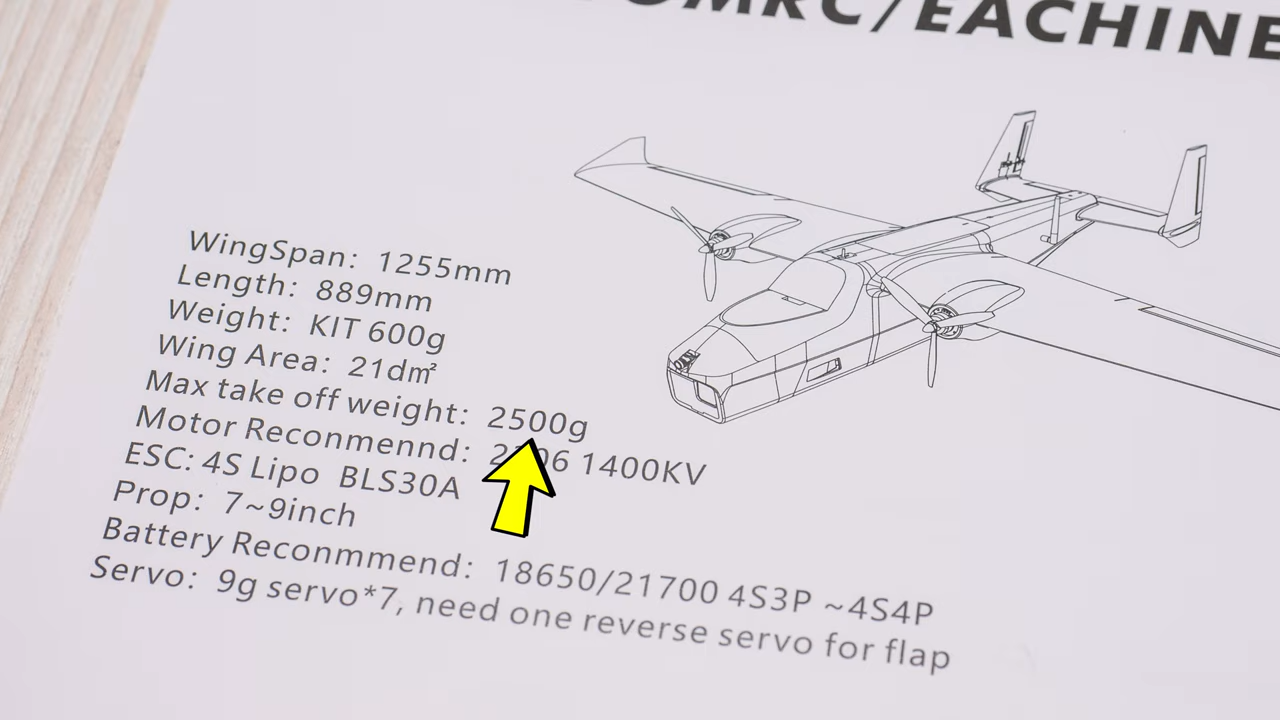 OMRC/EACHINE
WingSpan: 1255mm
Length: 889mm
Weight: KIT 600g
Wing Area: 21dm²
Max take off weight: 2500g
Motor Reconmennd: 1400KV
ESC: 4S Lipo BLS30A
Prop: 7~9inch
Battery Reconmmend: 18650/21700 4S3P ~4S4P
Servo: 9g servo*7, need one reverse servo for flap